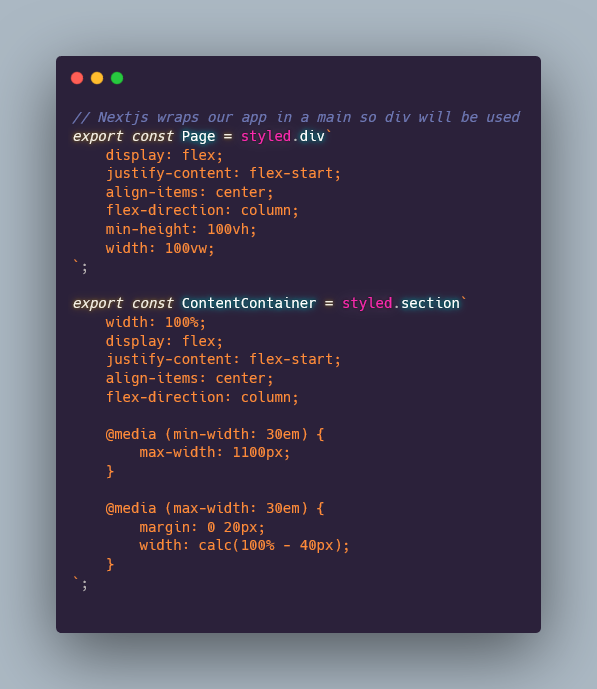 // Nextjs wraps our app in a main so div will be used
export const Page = styled.div`
    display: flex;
    justify-content: flex-start;
    align-items: center;
    flex-direction: column;
    min-height: 100vh;
    width: 100vw;
`;

export const ContentContainer = styled.section`
    width: 100%;
    display: flex;
    justify-content: flex-start;
    align-items: center;
    flex-direction: column;

    @media (min-width: 30em) {
        max-width: 1100px;
    }

    @media (max-width: 30em) {
        margin: 0 20px;
        width: calc(100% - 40px);
    }
`;